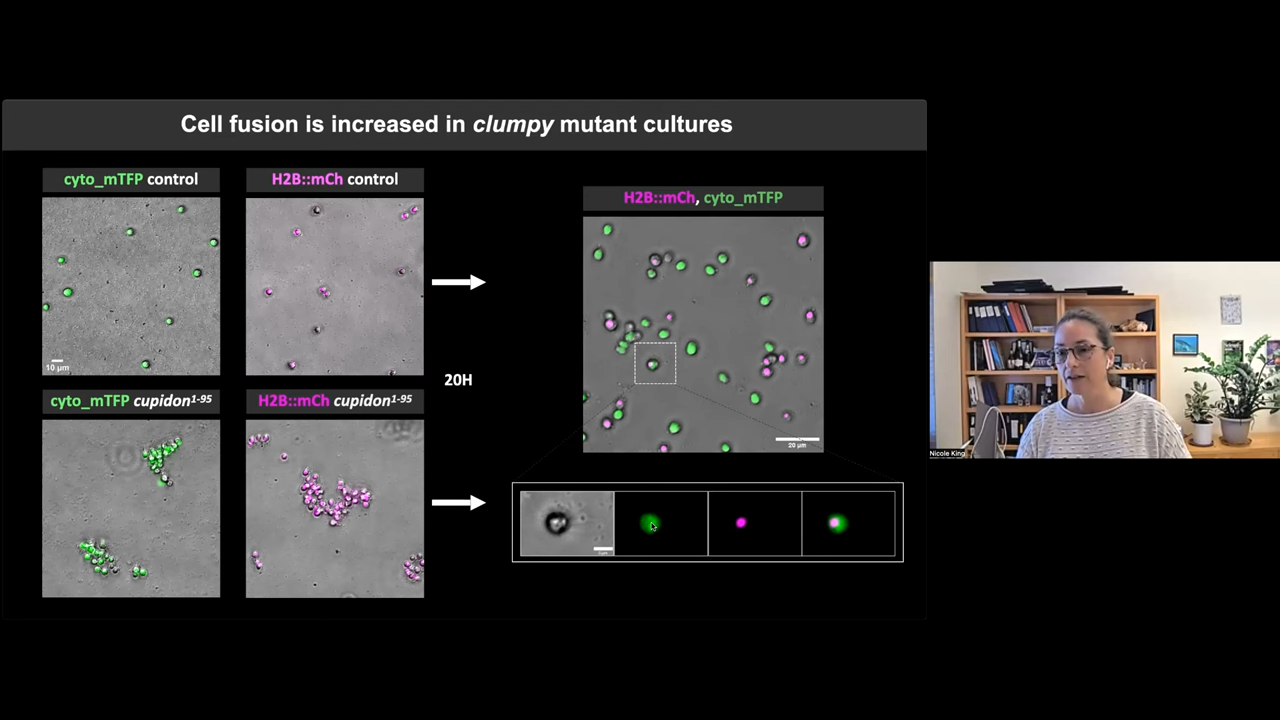 Cell fusion is increased in clumpy mutant cultures
cyto_mTFP control
H2B::mCh control
10 μm
H2B::mCh, cyto_mTFP
20H
cyto_mTFP cupidon1-95
H2B::mCh cupidon1-95
20 μm
Nicole King